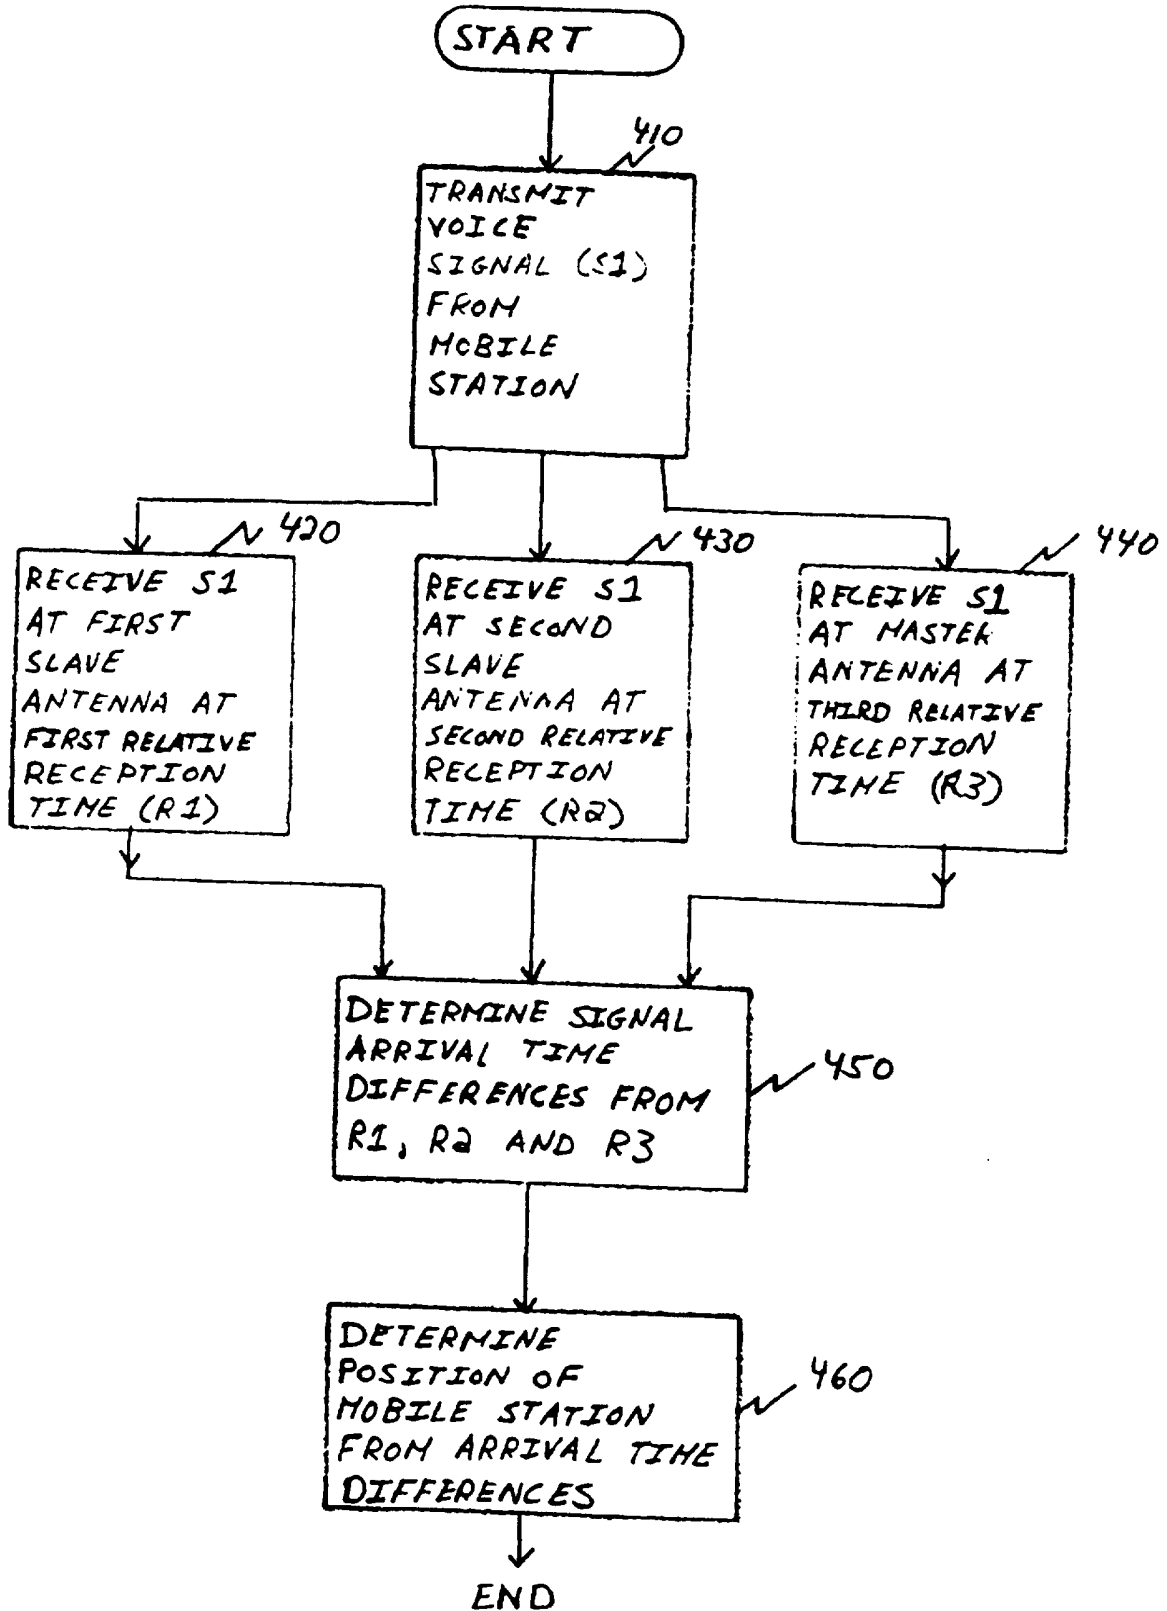 START
410
TRANSMIT
VOICE
SIGNAL (S1)
FROM
MOBILE
STATION
420
RECEIVE S1
AT FIRST
SLAVE
ANTENNA AT
FIRST RELATIVE
RECEPTION
TIME (R1)
430
RECEIVE S1
AT SECOND
SLAVE
ANTENNA AT
SECOND RELATIVE
RECEPTION
TIME (R2)
440
RECEIVE S1
AT MASTER
ANTENNA AT
THIRD RELATIVE
RECEPTION
TIME (R3)
DETERMINE SIGNAL
ARRIVAL TIME
DIFFERENCES FROM
R1, R2 AND R3
450
DETERMINE
POSITION OF
MOBILE STATION
FROM ARRIVAL TIME
DIFFERENCES
460
END